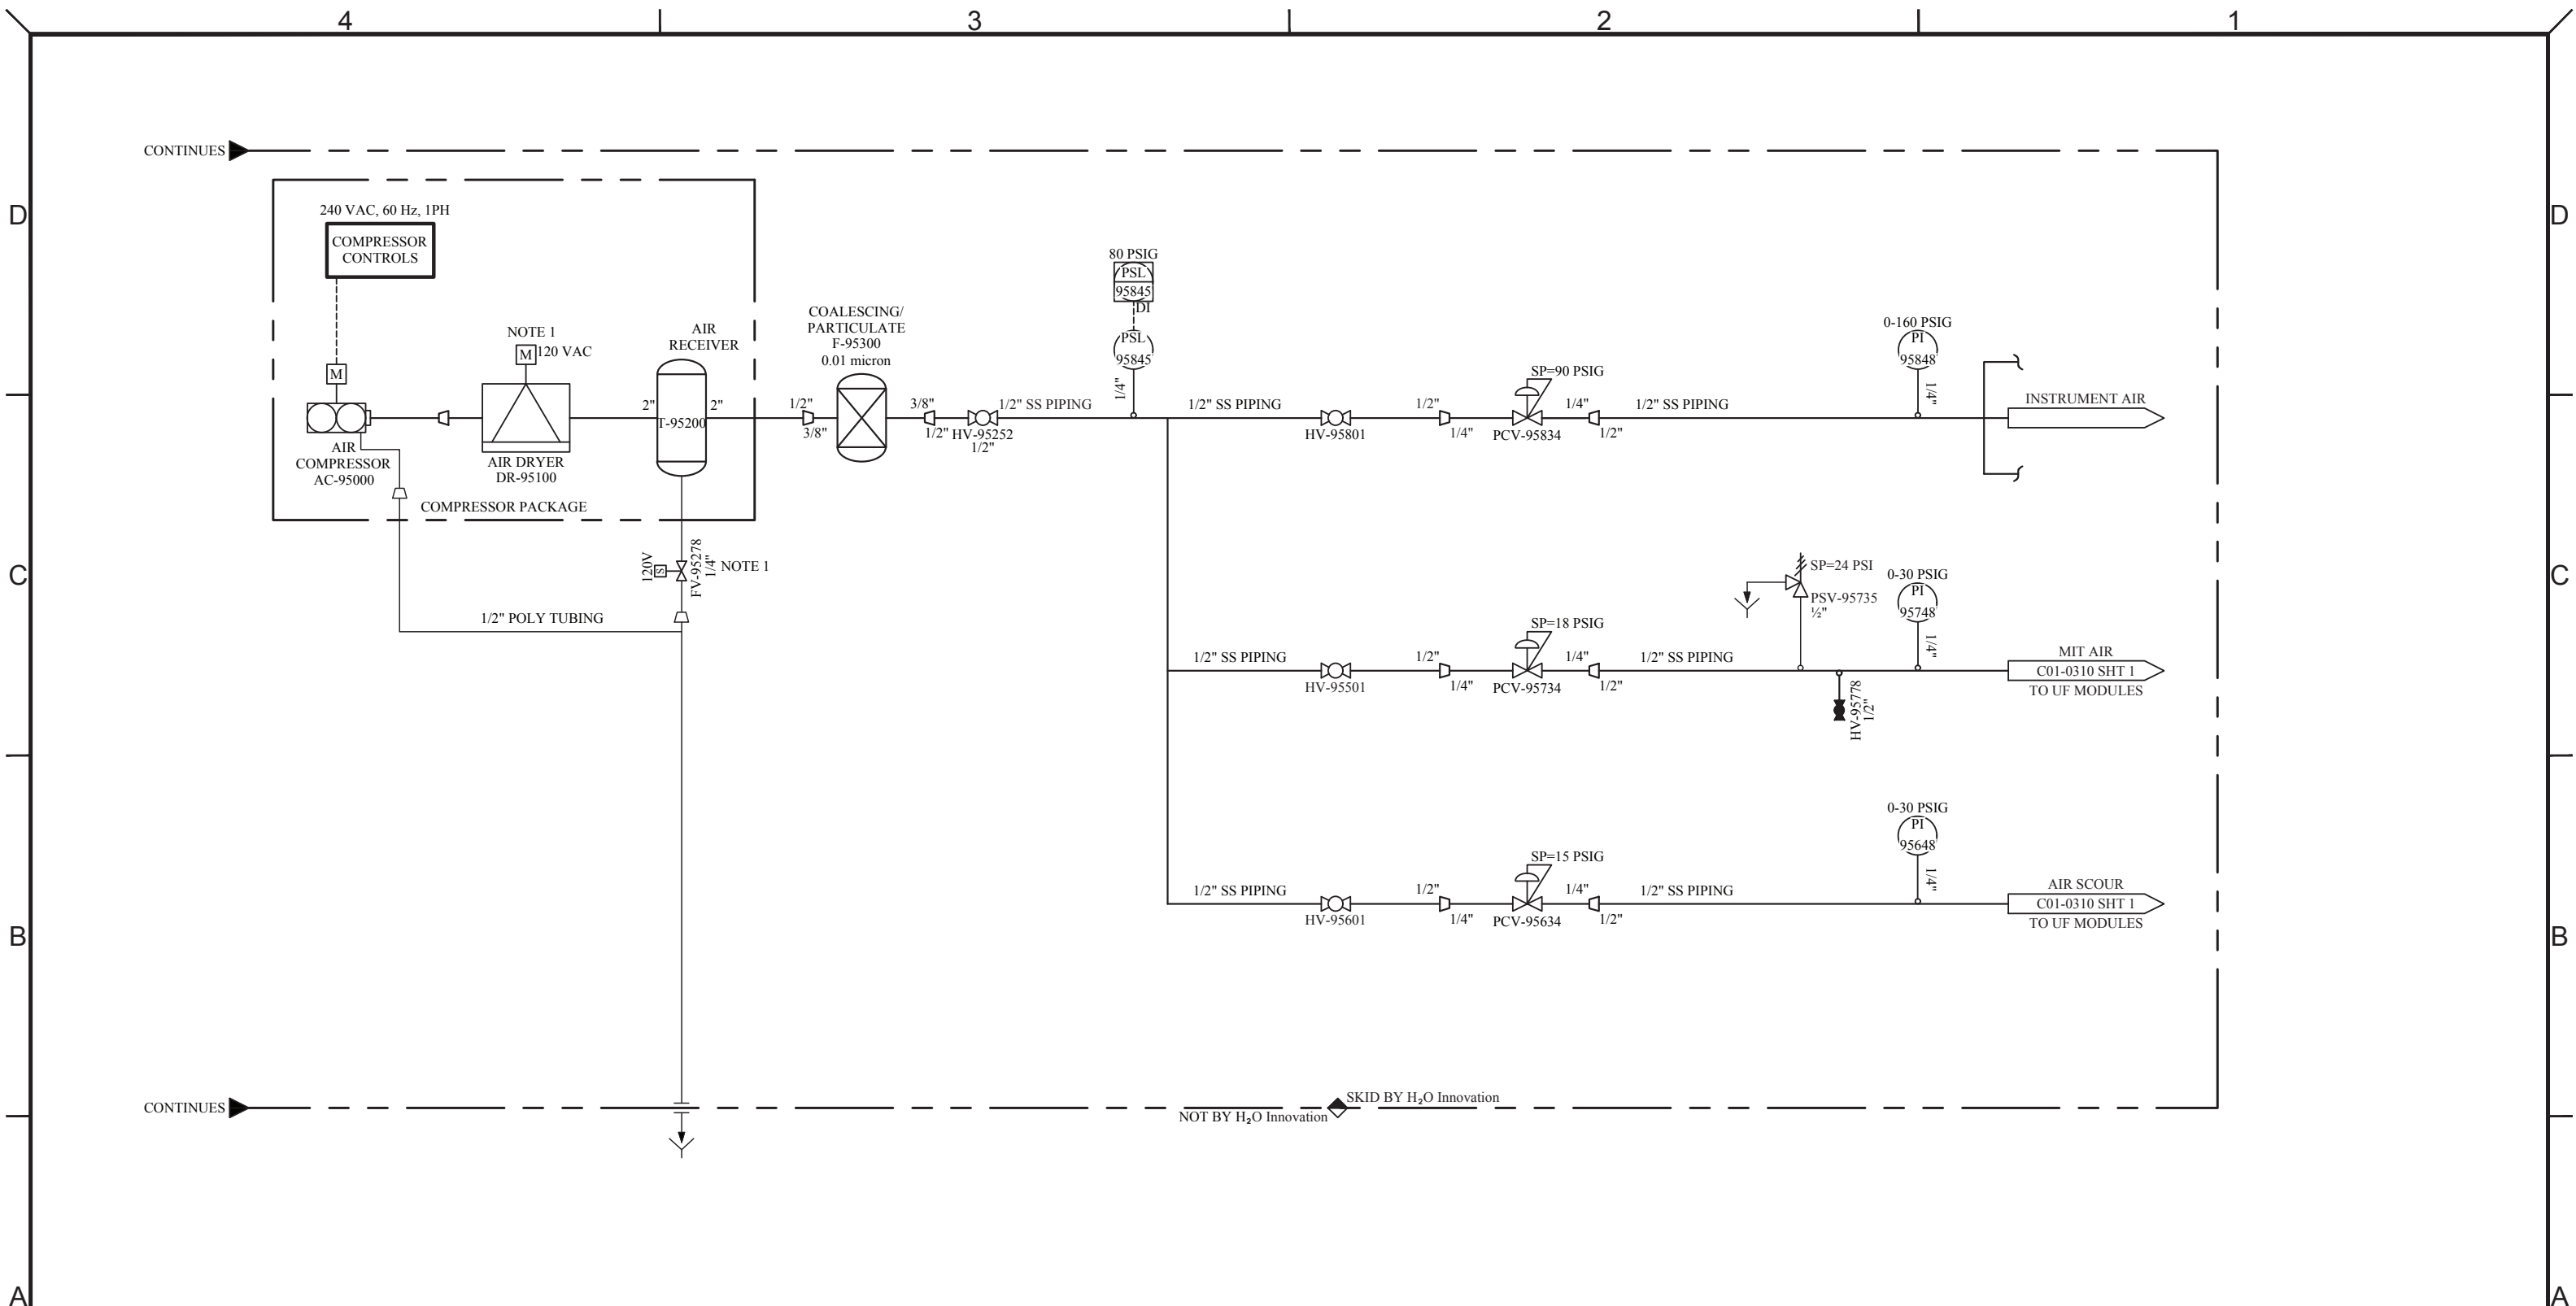 4
3
2
1
D
D
CONTINUES
240 VAC, 60 Hz, 1PH
COMPRESSOR
CONTROLS
M
NOTE 1
M
120 VAC
AIR
RECEIVER
2"
2"
T-95200
AIR
COMPRESSOR
AC-95000
AIR DRYER
DR-95100
COMPRESSOR PACKAGE
COALESCING/
PARTICULATE
F-95300
0.01 micron
1/2"
3/8"
3/8"
1/2"
HV-95252
1/2"
1/2" SS PIPING
80 PSIG
PSL
95845
DI
PSL
95845
1/4"
1/2" SS PIPING
HV-95801
1/2"
1/4"
SP=90 PSIG
PCV-95834
1/4"
1/2"
1/2" SS PIPING
0-160 PSIG
PI
95848
1/4"
INSTRUMENT AIR
C
C
120V
S
FV-95278
1/4"
NOTE 1
1/2" POLY TUBING
1/2" SS PIPING
HV-95501
1/2"
1/4"
SP=18 PSIG
PCV-95734
1/4"
1/2"
1/2" SS PIPING
SP=24 PSI
PSV-95735
½"
HV-95778
1/2"
0-30 PSIG
PI
95748
1/4"
MIT AIR
C01-0310 SHT 1
TO UF MODULES
B
B
1/2" SS PIPING
HV-95601
1/2"
1/4"
SP=15 PSIG
PCV-95634
1/4"
1/2"
1/2" SS PIPING
0-30 PSIG
PI
95648
1/4"
AIR SCOUR
C01-0310 SHT 1
TO UF MODULES
CONTINUES
SKID BY H₂O Innovation
NOT BY H₂O Innovation
A
A